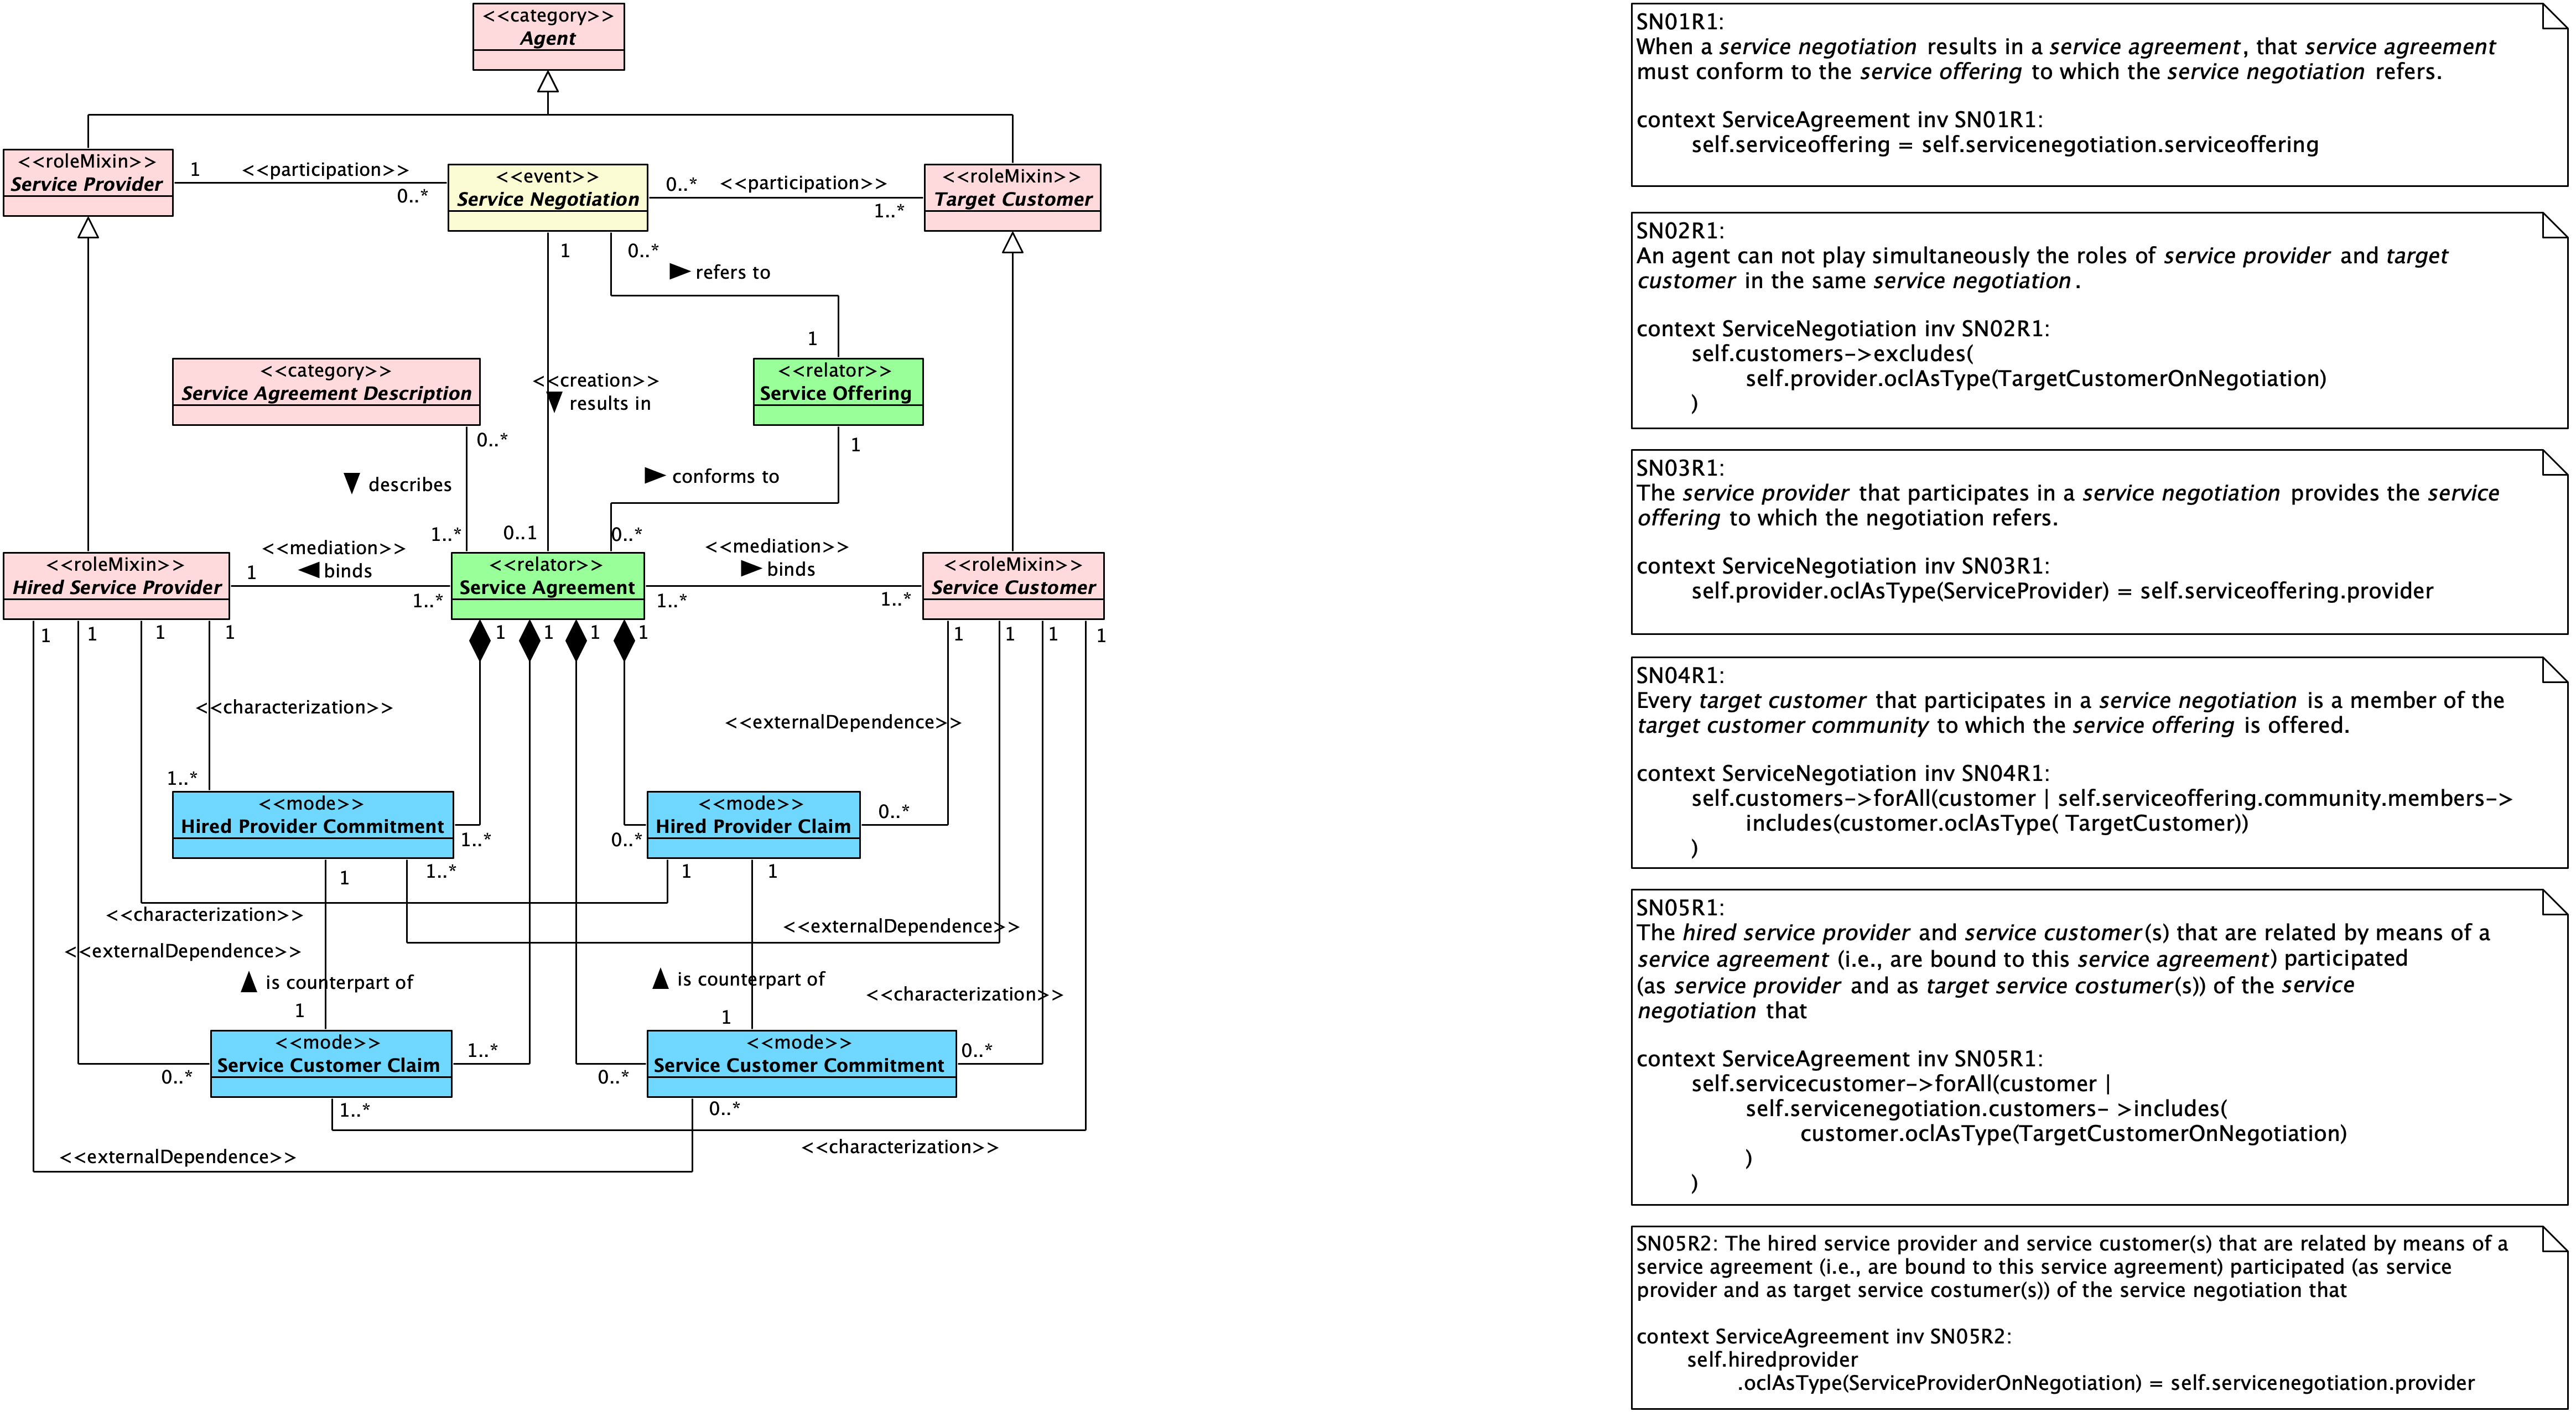 <<category>>
Agent
<<roleMixin>>
Service Provider
1
<<participation>>
0..*
<<event>>
Service Negotiation
0..*
<<participation>>
1..*
<<roleMixin>>
Target Customer
1
0..*
refers to
1
<<category>>
Service Agreement Description
<<creation>>
results in
<<relator>>
Service Offering
0..*
1
describes
conforms to
1..*
0..1
0..*
<<mediation>>
binds
1
1..*
<<mediation>>
binds
1..*
1..*
<<roleMixin>>
Hired Service Provider
<<relator>>
Service Agreement
<<roleMixin>>
Service Customer
1
1
1
1
1
1
1
1
1
1
1
1
<<characterization>>
<<externalDependence>>
1..*
<<mode>>
Hired Provider Commitment
1..*
0..*
<<mode>>
Hired Provider Claim
0..*
1
1..*
1
1
<<characterization>>
<<externalDependence>>
<<externalDependence>>
is counterpart of
is counterpart of
<<characterization>>
1
1
<<mode>>
Service Customer Claim
1..*
0..*
<<mode>>
Service Customer Commitment
0..*
0..*
1..*
0..*
<<characterization>>
<<externalDependence>>
SN01R1:
When a service negotiation results in a service agreement, that service agreement
must conform to the service offering to which the service negotiation refers.
context ServiceAgreement inv SN01R1:
self.serviceoffering = self.servicenegotiation.serviceoffering
SN02R1:
An agent can not play simultaneously the roles of service provider and target
customer in the same service negotiation.
context ServiceNegotiation inv SN02R1:
self.customers->excludes(
self.provider.oclAsType(TargetCustomerOnNegotiation)
)
SN03R1:
The service provider that participates in a service negotiation provides the service
offering to which the negotiation refers.
context ServiceNegotiation inv SN03R1:
self.provider.oclAsType(ServiceProvider) = self.serviceoffering.provider
SN04R1:
Every target customer that participates in a service negotiation is a member of the
target customer community to which the service offering is offered.
context ServiceNegotiation inv SN04R1:
self.customers->forAll(customer | self.serviceoffering.community.members->
includes(customer.oclAsType( TargetCustomer))
)
SN05R1:
The hired service provider and service customer(s) that are related by means of a
service agreement (i.e., are bound to this service agreement) participated
(as service provider and as target service costumer(s)) of the service
negotiation that
context ServiceAgreement inv SN05R1:
self.servicecustomer->forAll(customer |
self.servicenegotiation.customers- >includes(
customer.oclAsType(TargetCustomerOnNegotiation)
)
)
SN05R2: The hired service provider and service customer(s) that are related by means of a
service agreement (i.e., are bound to this service agreement) participated (as service
provider and as target service costumer(s)) of the service negotiation that
context ServiceAgreement inv SN05R2:
self.hiredprovider
.oclAsType(ServiceProviderOnNegotiation) = self.servicenegotiation.provider